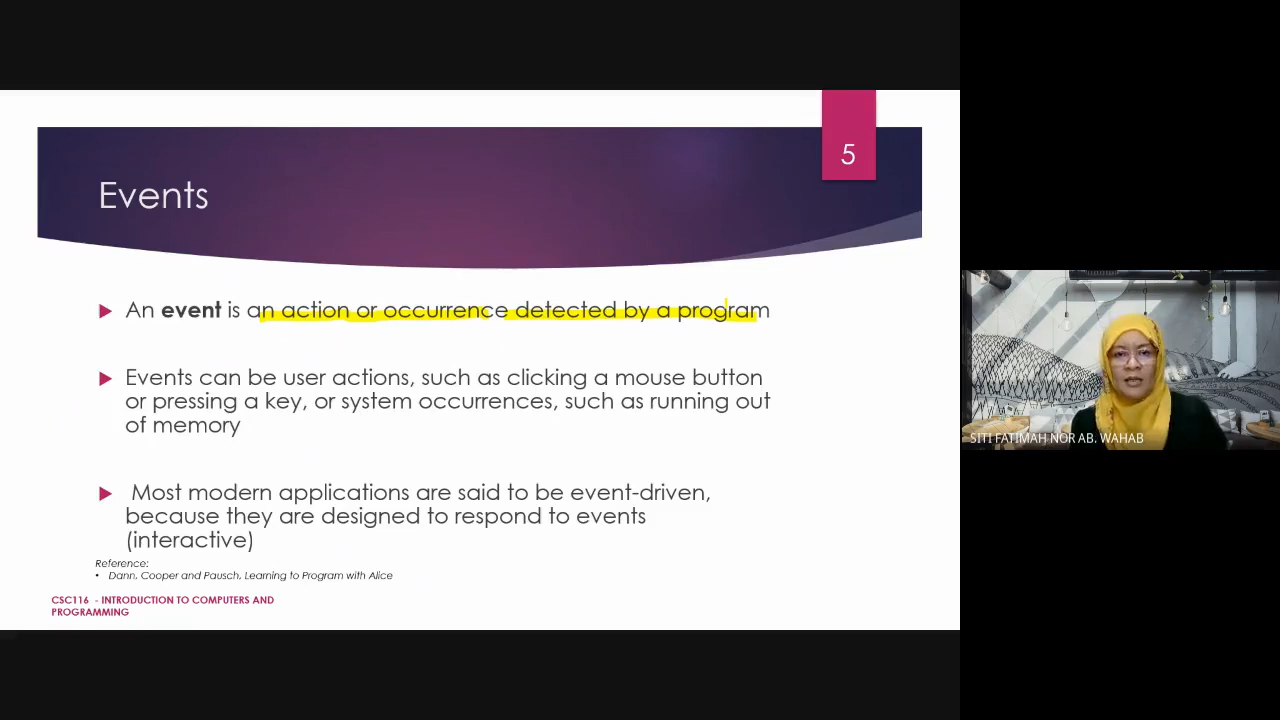 5
Events
An event is an action or occurrence detected by a program
Events can be user actions, such as clicking a mouse button
or pressing a key, or system occurrences, such as running out
of memory
Most modern applications are said to be event-driven,
because they are designed to respond to events
(interactive)
Reference:
• Dann, Cooper and Pausch, Learning to Program with Alice
CSC116 - INTRODUCTION TO COMPUTERS AND
PROGRAMMING
SITI FATIMAH NOR AB. WAHAB